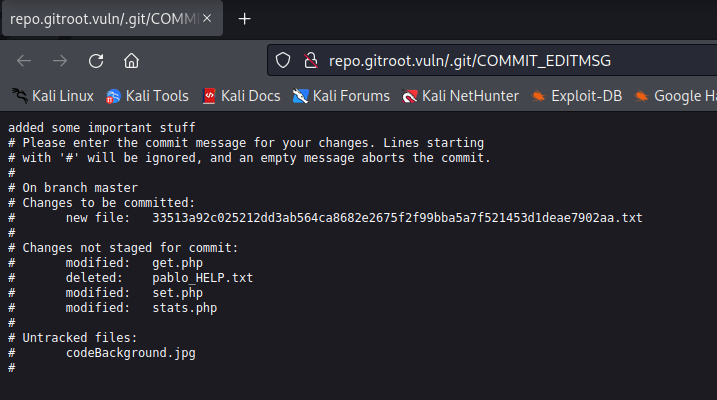 repo.gitroot.vuln/.git/COMM
repo.gitroot.vuln/.git/COMMIT_EDITMSG
Kali Linux Kali Tools Kali Docs Kali Forums Kali NetHunter Exploit-DB Google Ha
added some important stuff
# Please enter the commit message for your changes. Lines starting
# with '#' will be ignored, and an empty message aborts the commit.
#
# On branch master
# Changes to be committed:
#       new file:   33513a92c025212dd3ab564ca8682e2675f2f99bba5a7f521453d1deae7902aa.txt
#
# Changes not staged for commit:
#       modified:   get.php
#       deleted:    pablo_HELP.txt
#       modified:   set.php
#       modified:   stats.php
#
# Untracked files:
#       codeBackground.jpg
#